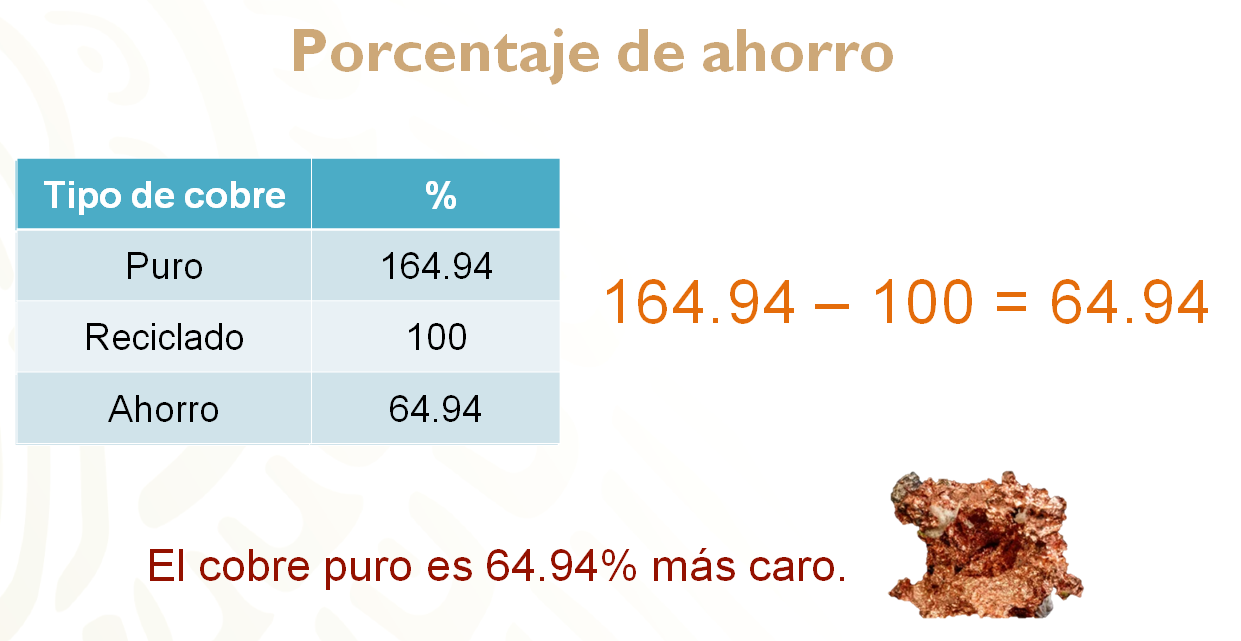 Porcentaje de ahorro
Tipo de cobre %
Puro 164.94
Reciclado 100
Ahorro 64.94
164.94 – 100 = 64.94
El cobre puro es 64.94% más caro.